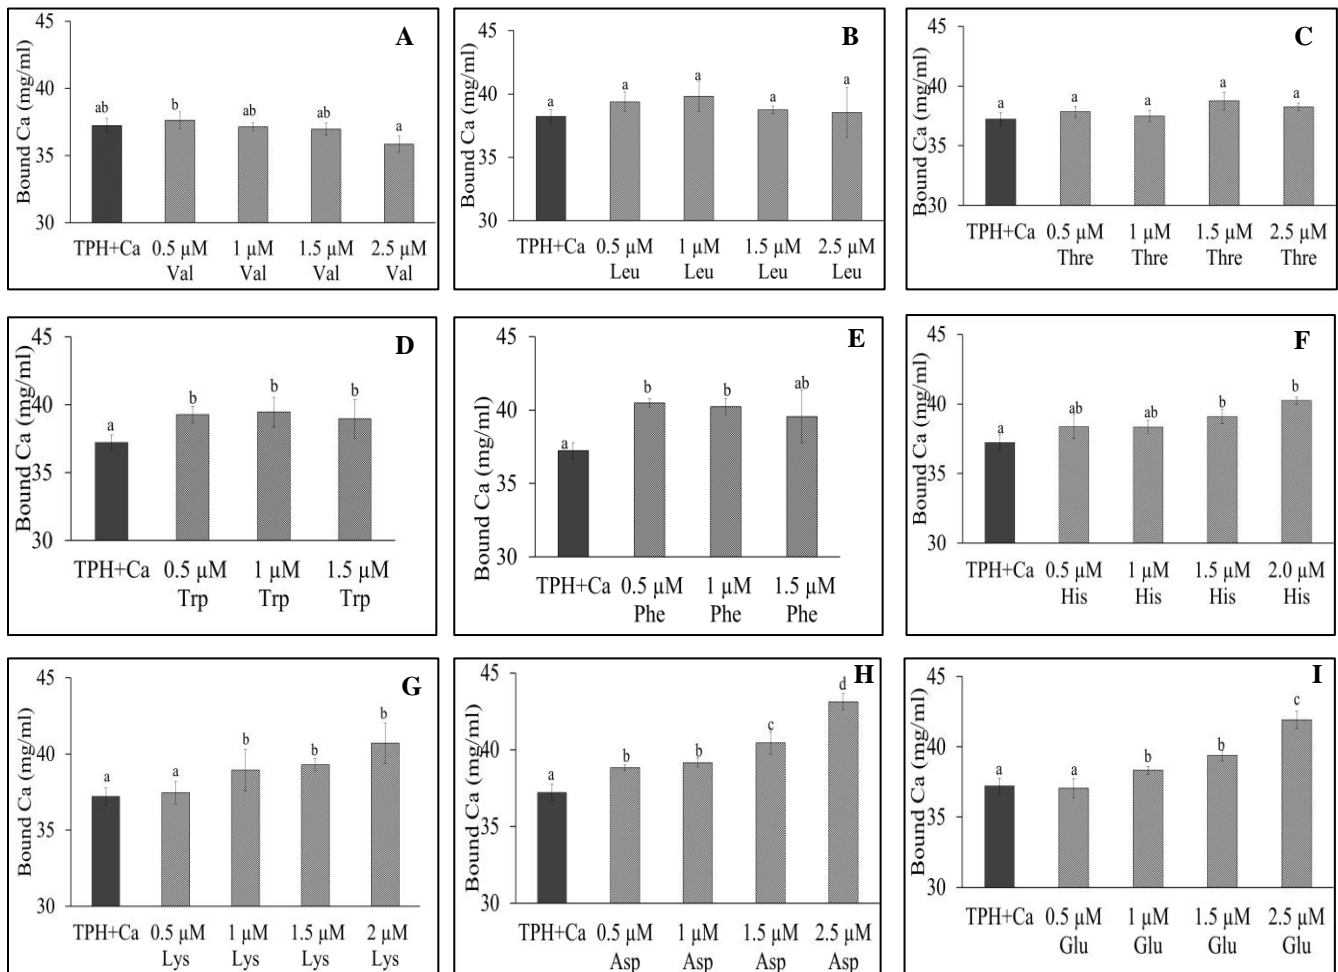 A
Bound Ca (mg/ml)
45
40
35
30
ab
b
ab
ab
a
TPH+Ca
0.5 µM
Val
1 µM
Val
1.5 µM
Val
2.5 µM
Val
B
Bound Ca (mg/ml)
45
40
35
30
a
a
a
a
a
TPH+Ca
0.5 µM
Leu
1 µM
Leu
1.5 µM
Leu
2.5 µM
Leu
C
Bound Ca (mg/ml)
45
40
35
30
a
a
a
a
a
TPH+Ca
0.5 µM
Thre
1 µM
Thre
1.5 µM
Thre
2.5 µM
Thre
D
Bound Ca (mg/ml)
45
40
35
30
a
b
b
b
TPH+Ca
0.5 µM
Trp
1 µM
Trp
1.5 µM
Trp
E
Bound Ca (mg/ml)
45
40
35
30
a
b
b
ab
TPH+Ca
0.5 µM
Phe
1 µM
Phe
1.5 µM
Phe
F
Bound Ca (mg/ml)
45
40
35
30
a
ab
ab
b
b
TPH+Ca
0.5 µM
His
1 µM
His
1.5 µM
His
2.0 µM
His
G
Bound Ca (mg/ml)
45
40
35
30
a
a
b
b
b
TPH+Ca
0.5 µM
Lys
1 µM
Lys
1.5 µM
Lys
2 µM
Lys
H
Bound Ca (mg/ml)
45
40
35
30
a
b
b
c
d
TPH+Ca
0.5 µM
Asp
1 µM
Asp
1.5 µM
Asp
2.5 µM
Asp
I
Bound Ca (mg/ml)
45
40
35
30
a
a
b
b
c
TPH+Ca
0.5 µM
Glu
1 µM
Glu
1.5 µM
Glu
2.5 µM
Glu